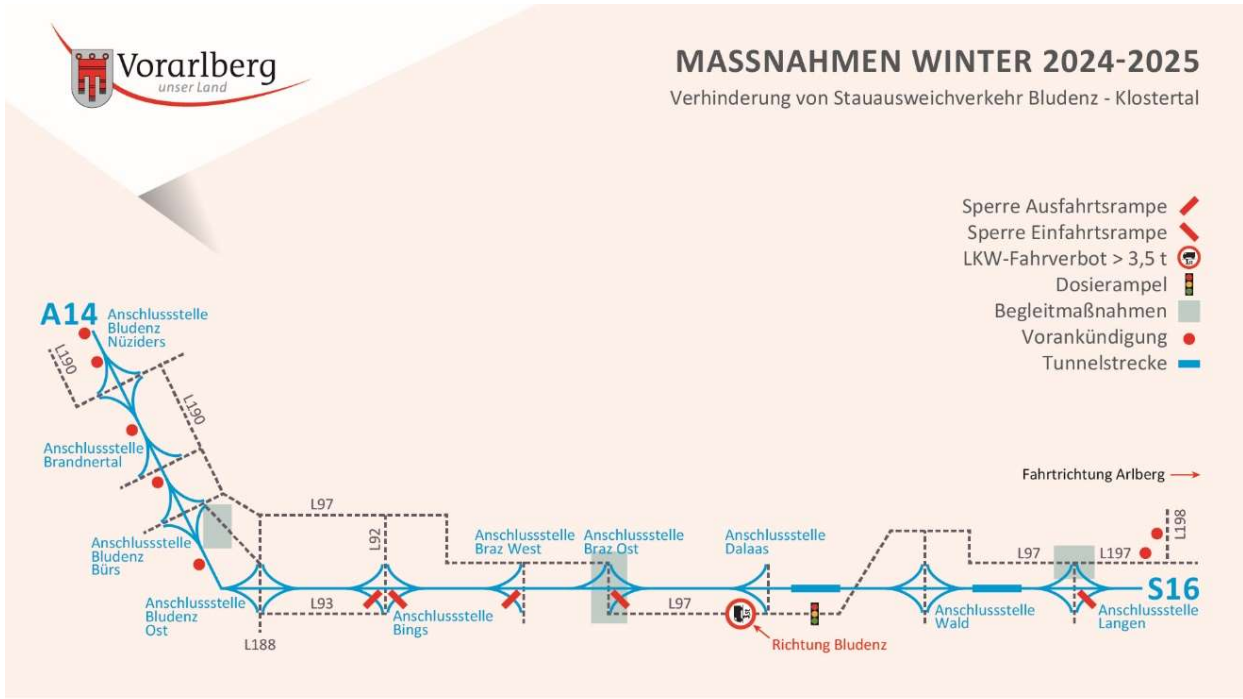 Vorarlberg
unser Land
MASSNAHMEN WINTER 2024-2025
Verhinderung von Stauausweichverkehr Bludenz - Klostertal
Sperre Ausfahrtsrampe
Sperre Einfahrtsrampe
LKW-Fahrverbot > 3,5 t
Dosierampel
Begleitmaßnahmen
Vorankündigung
Tunnelstrecke
A14
Anschlussstelle
Bludenz
Nüziders
L190
L190
Anschlussstelle
Brandnertal
Fahrtrichtung Arlberg
Anschlussstelle
Bludenz
Bürs
L97
L92
Anschlussstelle
Braz West
Anschlussstelle
Braz Ost
Anschlussstelle
Dalaas
L97
L197
L198
S16
Anschlussstelle
Bludenz
Ost
L93
L188
Anschlussstelle
Bings
L97
Richtung Bludenz
Anschlussstelle
Wald
Anschlussstelle
Langen